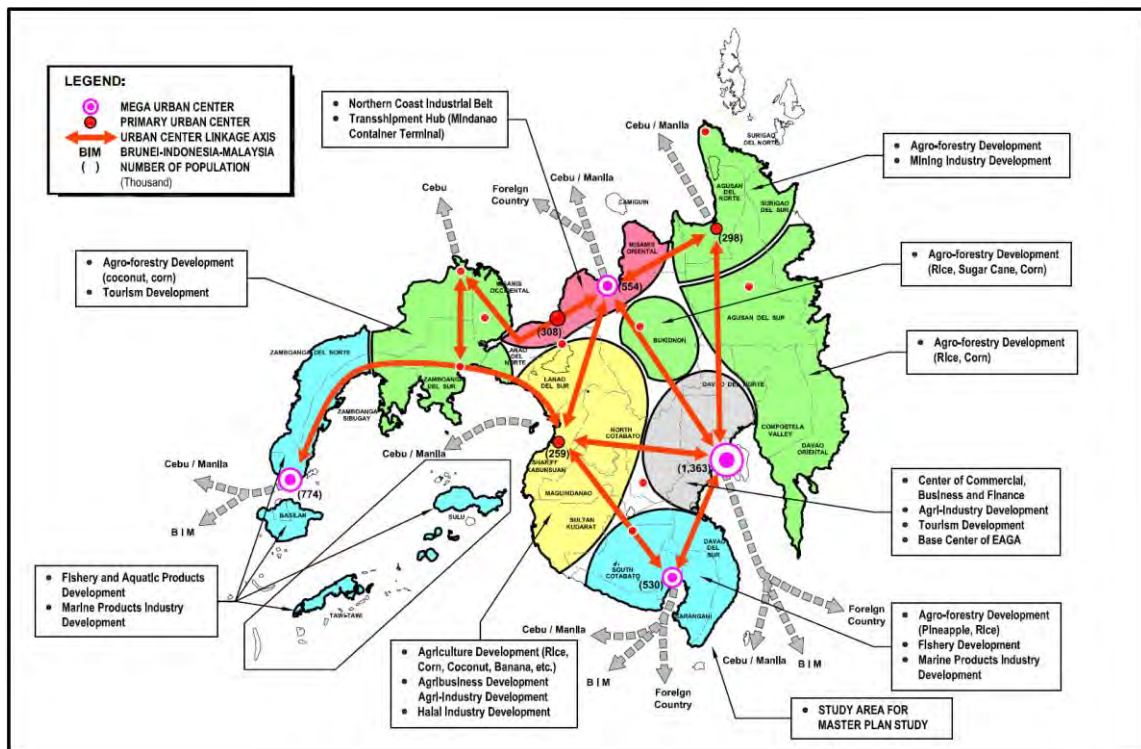 LEGEND:
MEGA URBAN CENTER
PRIMARY URBAN CENTER
URBAN CENTER LINKAGE AXIS
BIM BRUNEI-INDONESIA-MALAYSIA
( ) NUMBER OF POPULATION
(Thousand)
• Northern Coast Industrial Belt
• Transshipment Hub (Mindanao
Container Terminal)
Cebu / Manila
SURIGAO
DEL NORTE
• Agro-forestry Development
• Mining Industry Development
Cebu
Foreign
Country
Cebu / Manila
CAMIGUIN
AGUSAN
DEL
NORTE
SURIGAO
DEL SUR
MISAMIS
ORIENTAL
(298)
• Agro-forestry Development
(coconut, corn)
• Tourism Development
• Agro-forestry Development
(Rice, Sugar Cane, Corn)
MISAMIS
OCCIDENTAL
(554)
(308)
AGUSAN DEL SUR
BUKIDNON
ZAMBOANGA DEL NORTE
LANAO DEL
NORTE
• Agro-forestry Development
(Rice, Corn)
ZAMBOANGA
DEL SUR
LANAO
DEL SUR
DAVAO DEL NORTE
ZAMBOANGA
SIBUGAY
NORTH
COTABATO
COMPOSTELA
VALLEY
DAVAO
ORIENTAL
Cebu / Manila
(259)
SHARIFF
KABUNSUAN
(1,363)
Cebu / Manila
(774)
MAGUINDANAO
• Center of Commercial,
Business and Finance
• Agri-Industry Development
• Tourism Development
• Base Center of EAGA
BASILAN
SULU
SULTAN
KUDARAT
DAVAO
DEL
SUR
B I M
SOUTH
COTABATO
(530)
• Fishery and Aquatic Products
Development
• Marine Products Industry
Development
TAWI-TAWI
SARANGANI
Foreign
Country
• Agro-forestry Development
(Pineapple, Rice)
• Fishery Development
• Marine Products Industry
Development
• Agriculture Development (Rice,
Corn, Coconut, Banana, etc.)
• Agribusiness Development
• Agri-Industry Development
• Halal Industry Development
Cebu / Manila
B I M
Foreign
Country
Cebu / Manila
B I M
• STUDY AREA FOR
MASTER PLAN STUDY